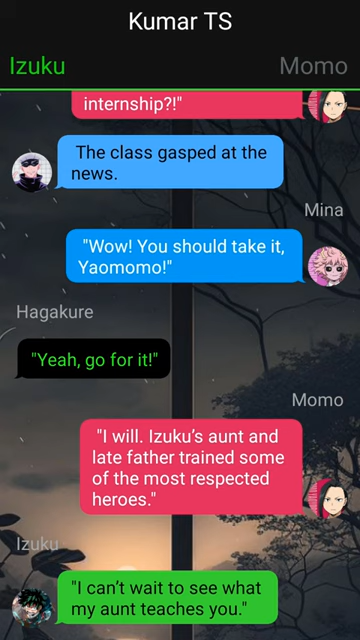 Kumar TS
Izuku Momo
internship?!"
The class gasped at the
news.
Mina
"Wow! You should take it,
Yaomomo!"
Hagakure
"Yeah, go for it!"
Momo
"I will. Izuku's aunt and
late father trained some
of the most respected
heroes."
Izuku
"I can't wait to see what
my aunt teaches you."